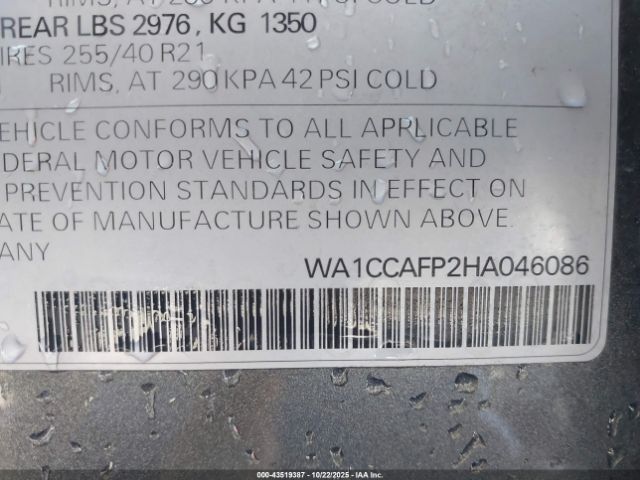 REAR LBS 2976, KG 1350
IRES 255/40 R21
RIMS, AT 290 KPA 42 PSI COLD
EHICLE CONFORMS TO ALL APPLICABLE
DERAL MOTOR VEHICLE SAFETY AND
PREVENTION STANDARDS IN EFFECT ON
ATE OF MANUFACTURE SHOWN ABOVE.
ANY
WA1CCAFP2HA046086
000-43519387 | 10/22/2025 | IAAI.COM